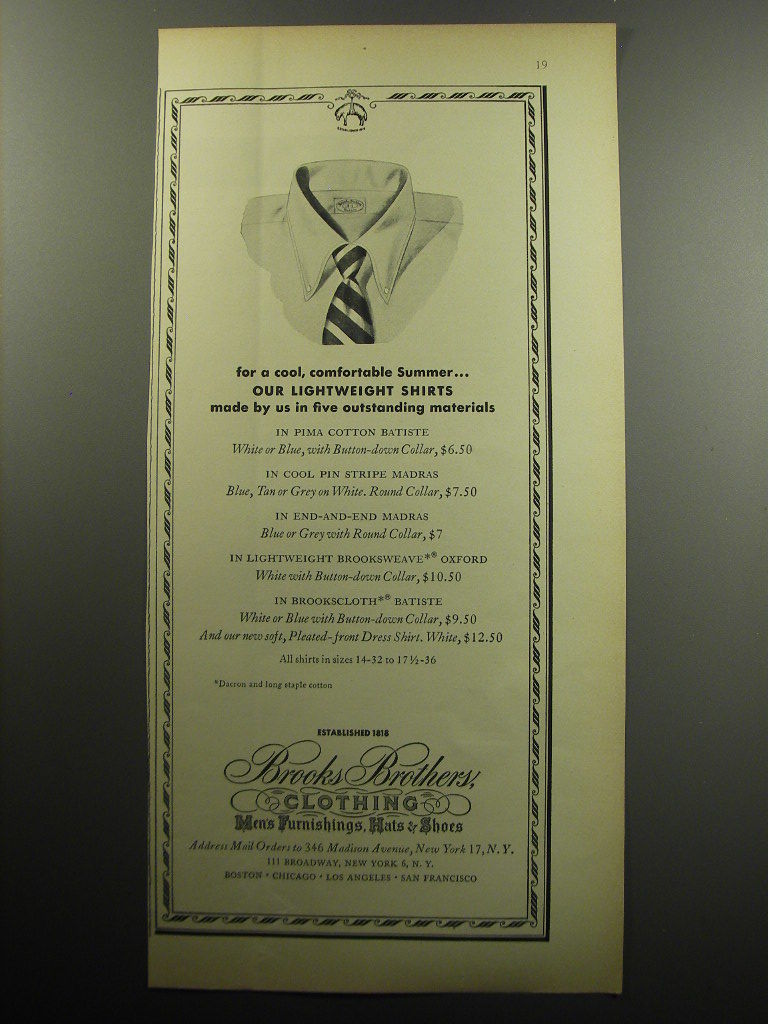 19
for a cool, comfortable Summer...
OUR LIGHTWEIGHT SHIRTS
made by us in five outstanding materials
IN PIMA COTTON BATISTE
White or Blue, with Button-down Collar, $6.50
IN COOL PIN STRIPE MADRAS
Blue, Tan or Grey on White. Round Collar, $7.50
IN END-AND-END MADRAS
Blue or Grey with Round Collar, $7
IN LIGHTWEIGHT BROOKSWEAVE*® OXFORD
White with Button-down Collar, $10.50
IN BROOKSCLOTH*® BATISTE
White or Blue with Button-down Collar, $9.50
And our new soft, Pleated-front Dress Shirt. White, $12.50
All shirts in sizes 14-32 to 17½-36
*Dacron and long staple cotton
ESTABLISHED 1818
Brooks Brothers,
CLOTHING
Men's Furnishings, Hats & Shoes
Address Mail Orders to 346 Madison Avenue, New York 17, N. Y.
111 BROADWAY, NEW YORK 6, N. Y.
BOSTON • CHICAGO • LOS ANGELES • SAN FRANCISCO